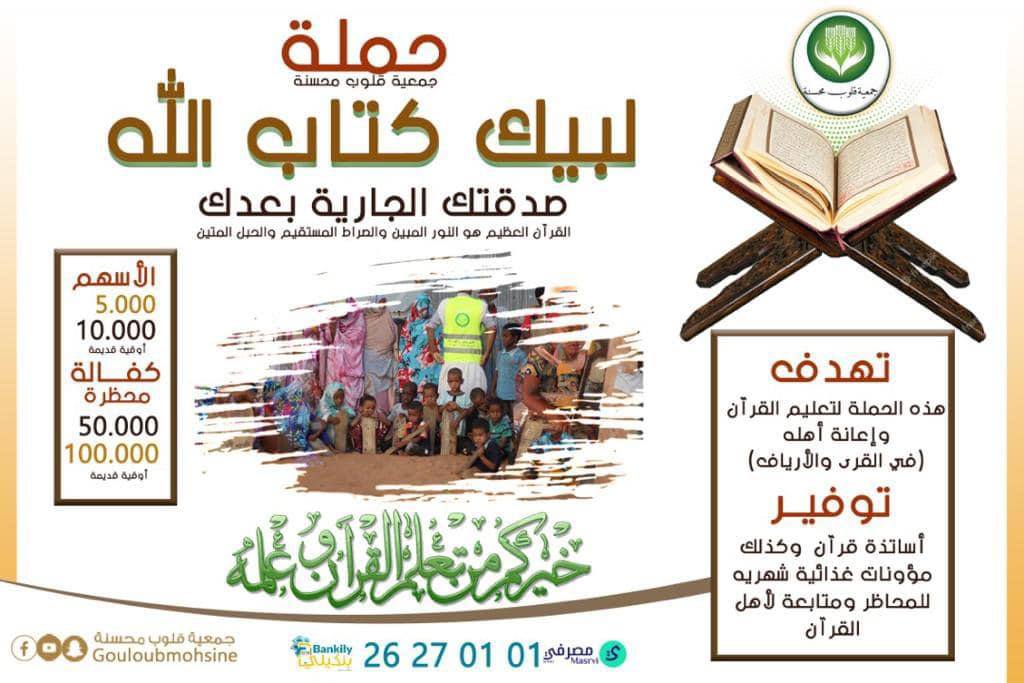 حملة
جمعية قلوب محسنة
لبيك كتاب الله
صدقتك الجارية بعدك
القرآن العظيم هو النور المبين والصراط المستقيم والحبل المتين
جمعية قلوب محسنة
الأسهم
5.000
10.000
أوقية قديمة
كفالة
محظرة
50.000
100.000
أوقية قديمة
تهدف
هذه الحملة لتعليم القرآن
وإعانة أهله
(في القرى والأرياف)
توفير
أساتذة قرآن وكذلك
مؤونات غذائية شهريه
للمحاظر ومتابعة لأهل
القرآن
خيركم من تعلم القرآن وعلمه
جمعية قلوب محسنة
Gouloubmohsine
Bankily
بنكيلي
26 27 01 01
مصرفي
Masrvi